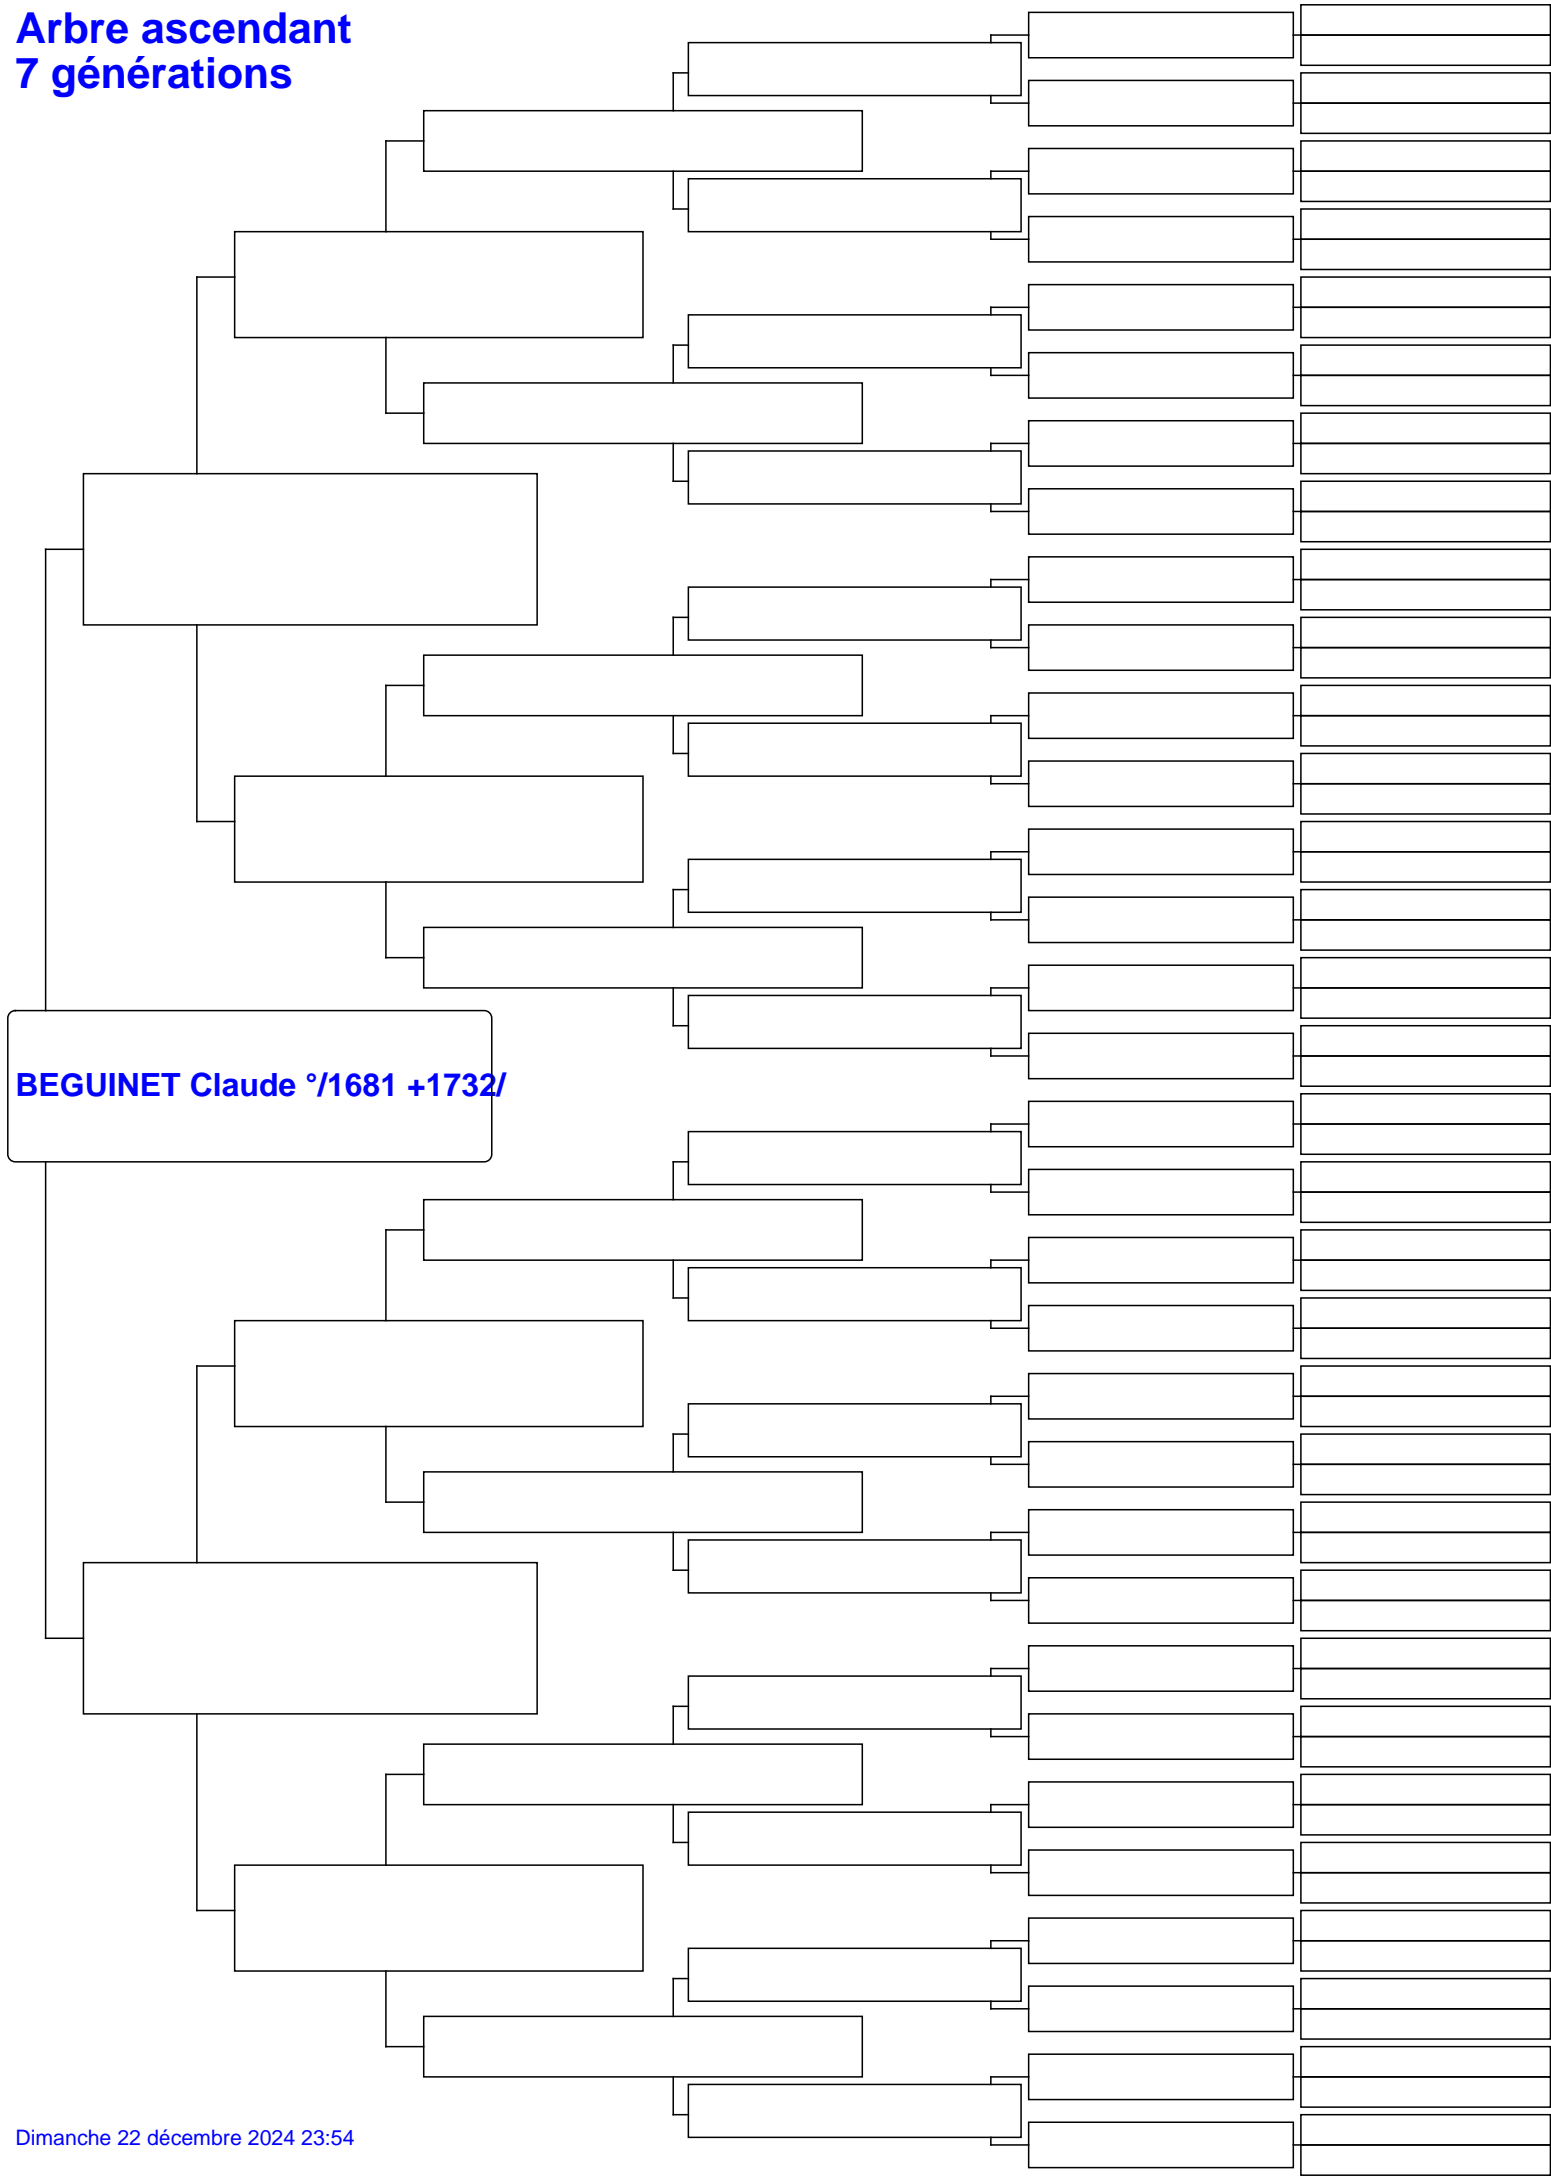 Arbre ascendant
7 générations
BEGUINET Claude °/1681 +1732/
Dimanche 22 décembre 2024 23:54